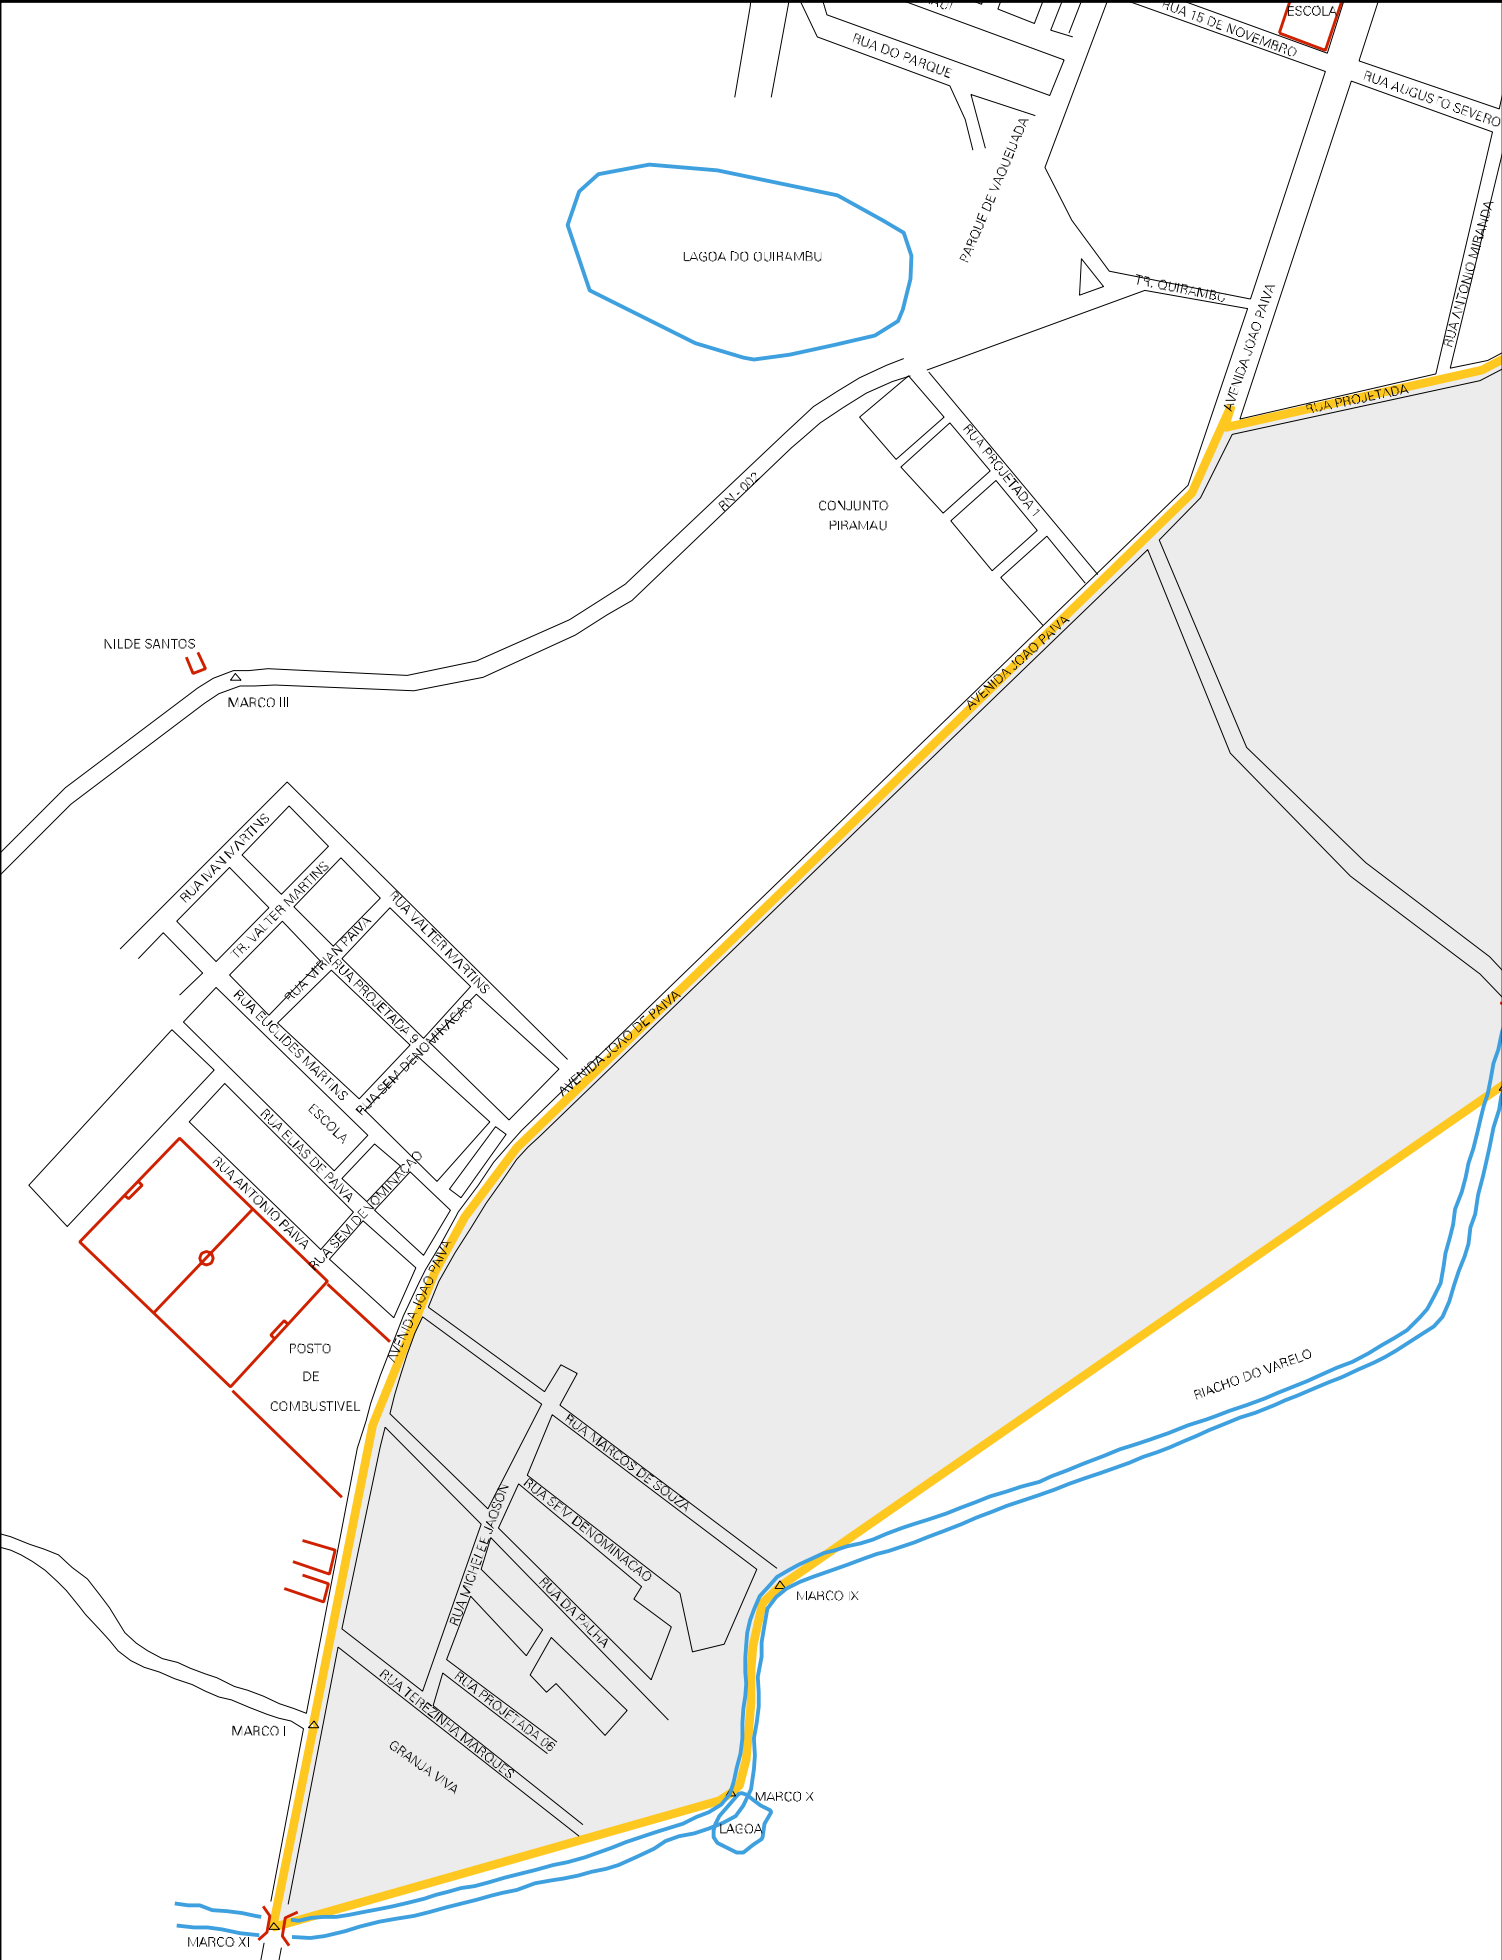 ESCOLA
RUA 15 DE NOVEMBRO
RUA DO PARQUE
RUA AUGUSTO SEVERO
PARQUE DE VAQUEIJADA
LAGOA DO QUIRAMBU
RUA ANTONIO MIRANDA
TR. QUIRAMBU
AVENIDA JOAO PAIVA
RUA PROJETADA
RUA PROJETADA 1
RN - 002
CONJUNTO
PIRAMAU
NILDE SANTOS
AVENIDA JOAO PAIVA
MARCO III
RUA IVAN MARTINS
TR. VALTER MARTINS
RUA VALTER MARTINS
RUA MIRIAN PAIVA
RUA PROJETADA 9
RUA EUCLIDES MARTINS
RUA SEM DENOMINACAO
AVENIDA JOAO DE PAIVA
ESCOLA
RUA ELIAS DE PAIVA
RUA ANTONIO PAIVA
RUA SEM DENOMINACAO
AVENIDA JOAO PAIVA
POSTO
DE
COMBUSTIVEL
RIACHO DO VARELO
RUA MARCOS DE SOUZA
RUA SEM DENOMINACAO
RUA MICHELEE JAQSON
RUA DA PALHA
MARCO IX
RUA TEREZINHA MARQUES
RUA PROJETADA 06
MARCO I
GRANJA VIVA
MARCO X
LAGOA
MARCO XI